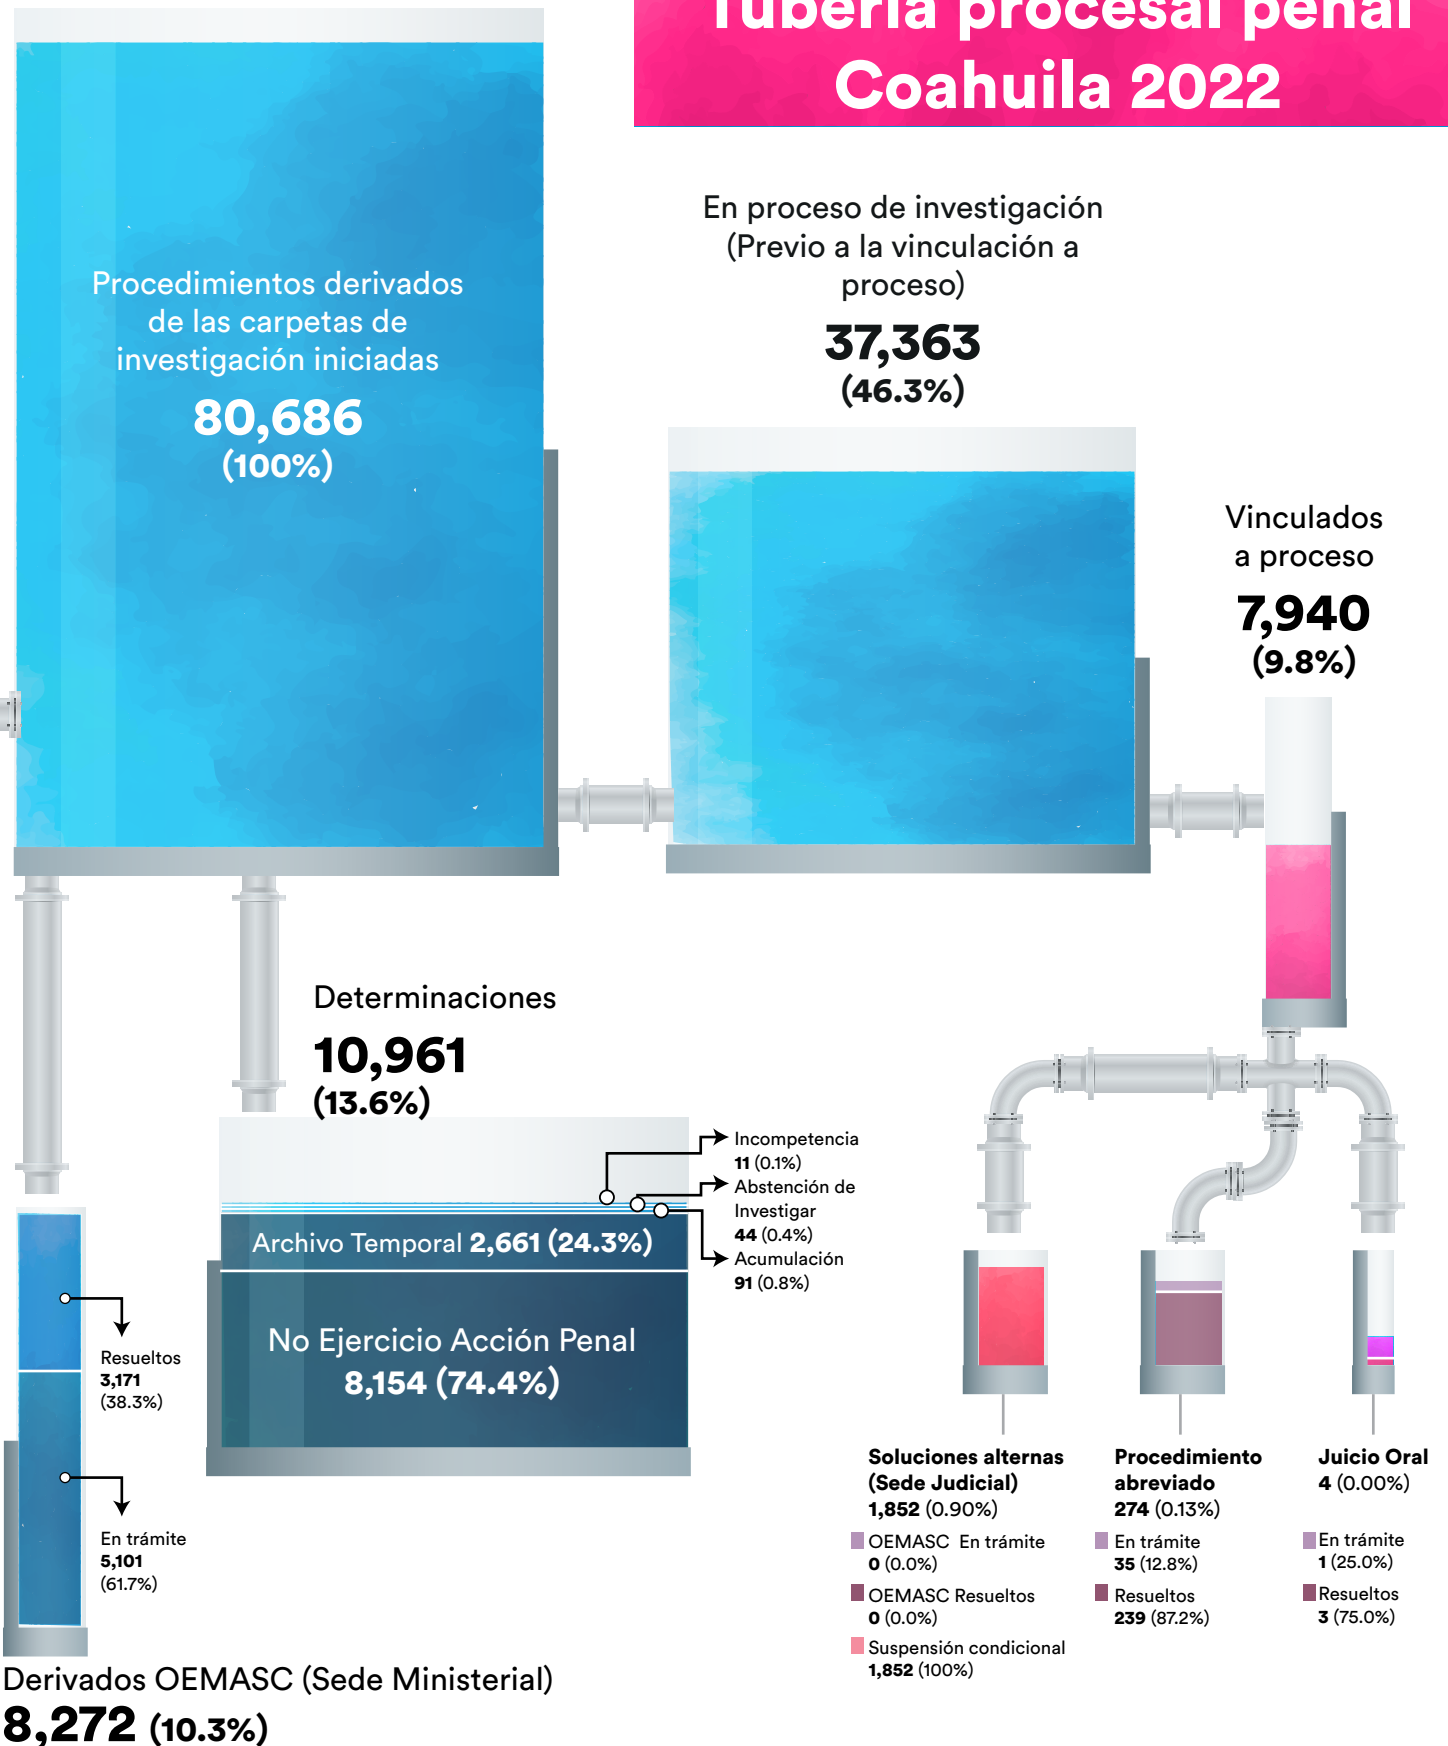 Tubería procesal penal
Coahuila 2022
Procedimientos derivados
de las carpetas de
investigación iniciadas
80,686
(100%)
En proceso de investigación
(Previo a la vinculación a
proceso)
37,363
(46.3%)
Vinculados
a proceso
7,940
(9.8%)
Determinaciones
10,961
(13.6%)
Incompetencia
11 (0.1%)
Abstención de
Investigar
44 (0.4%)
Acumulación
91 (0.8%)
Archivo Temporal 2,661 (24.3%)
No Ejercicio Acción Penal
8,154 (74.4%)
Resueltos
3,171
(38.3%)
En trámite
5,101
(61.7%)
Derivados OEMASC (Sede Ministerial)
8,272 (10.3%)
Soluciones alternas
(Sede Judicial)
1,852 (0.90%)
OEMASC En trámite
0 (0.0%)
OEMASC Resueltos
0 (0.0%)
Suspensión condicional
1,852 (100%)
Procedimiento
abreviado
274 (0.13%)
En trámite
35 (12.8%)
Resueltos
239 (87.2%)
Juicio Oral
4 (0.00%)
En trámite
1 (25.0%)
Resueltos
3 (75.0%)